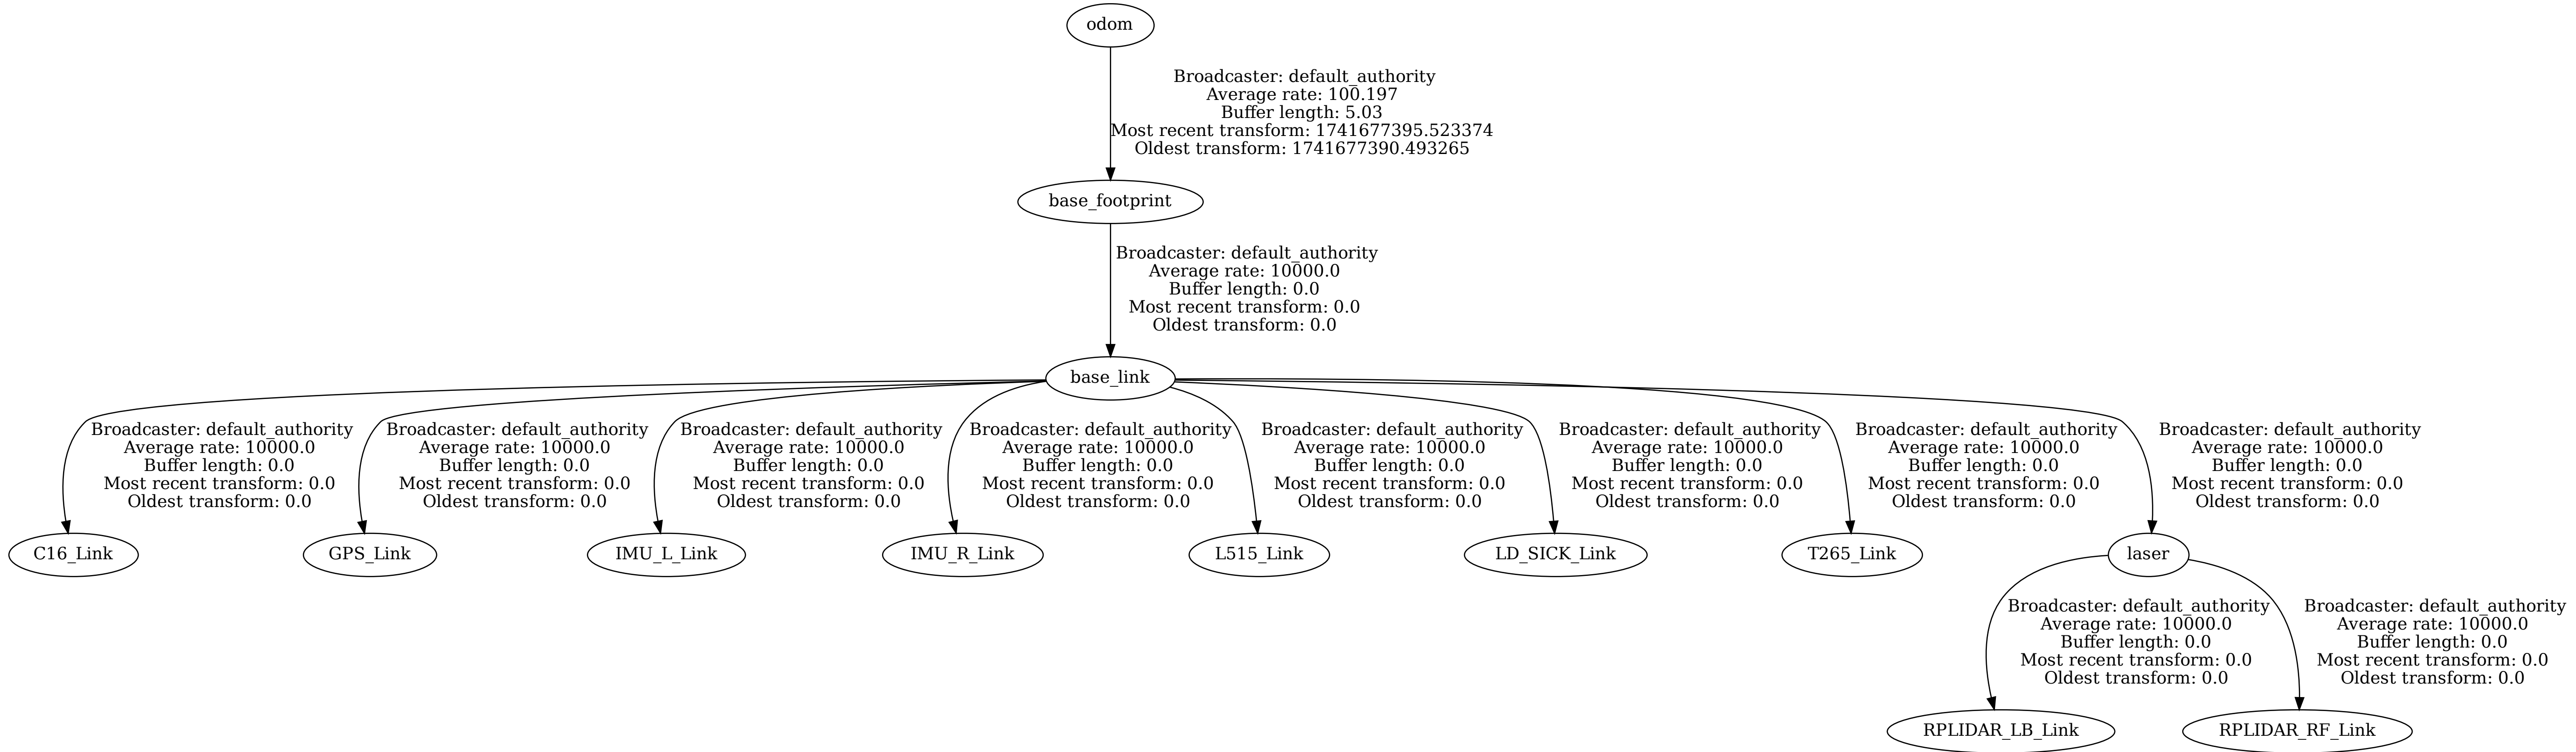 odom
Broadcaster: default_authority
Average rate: 100.197
Buffer length: 5.03
Most recent transform: 1741677395.523374
Oldest transform: 1741677390.493265
base_footprint
Broadcaster: default_authority
Average rate: 10000.0
Buffer length: 0.0
Most recent transform: 0.0
Oldest transform: 0.0
base_link
Broadcaster: default_authority
Average rate: 10000.0
Buffer length: 0.0
Most recent transform: 0.0
Oldest transform: 0.0
Broadcaster: default_authority
Average rate: 10000.0
Buffer length: 0.0
Most recent transform: 0.0
Oldest transform: 0.0
Broadcaster: default_authority
Average rate: 10000.0
Buffer length: 0.0
Most recent transform: 0.0
Oldest transform: 0.0
Broadcaster: default_authority
Average rate: 10000.0
Buffer length: 0.0
Most recent transform: 0.0
Oldest transform: 0.0
Broadcaster: default_authority
Average rate: 10000.0
Buffer length: 0.0
Most recent transform: 0.0
Oldest transform: 0.0
Broadcaster: default_authority
Average rate: 10000.0
Buffer length: 0.0
Most recent transform: 0.0
Oldest transform: 0.0
Broadcaster: default_authority
Average rate: 10000.0
Buffer length: 0.0
Most recent transform: 0.0
Oldest transform: 0.0
Broadcaster: default_authority
Average rate: 10000.0
Buffer length: 0.0
Most recent transform: 0.0
Oldest transform: 0.0
C16_Link
GPS_Link
IMU_L_Link
IMU_R_Link
L515_Link
LD_SICK_Link
T265_Link
laser
Broadcaster: default_authority
Average rate: 10000.0
Buffer length: 0.0
Most recent transform: 0.0
Oldest transform: 0.0
Broadcaster: default_authority
Average rate: 10000.0
Buffer length: 0.0
Most recent transform: 0.0
Oldest transform: 0.0
RPLIDAR_LB_Link
RPLIDAR_RF_Link